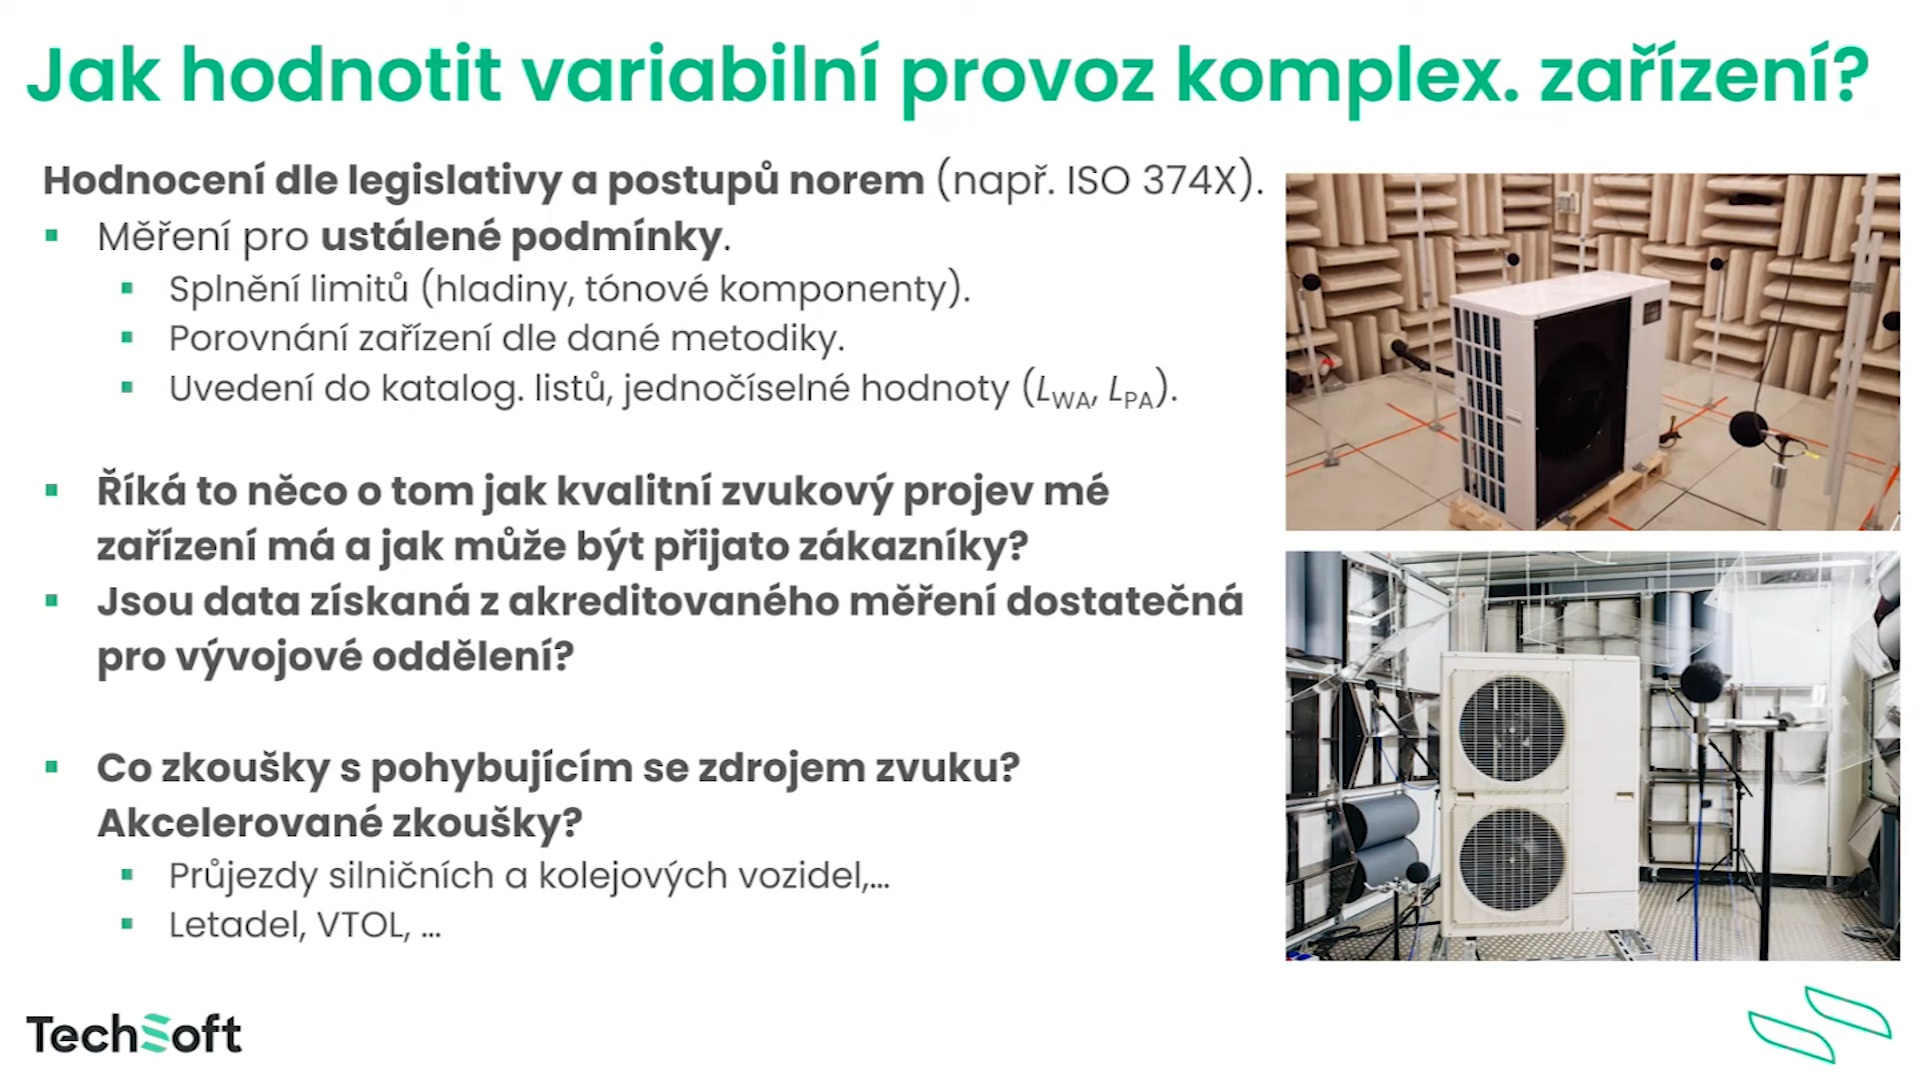 Jak hodnotit variabilní provoz komplex. zařízení?
Hodnocení dle legislativy a postupů norem (např. ISO 374X).
▪ Měření pro ustálené podmínky.
▪ Splnění limitů (hladiny, tónové komponenty).
▪ Porovnání zařízení dle dané metodiky.
▪ Uvedení do katalog. listů, jednočíselné hodnoty (LWA, LPA).
▪ Říká to něco o tom jak kvalitní zvukový projev mé
zařízení má a jak může být přijato zákazníky?
▪ Jsou data získaná z akreditovaného měření dostatečná
pro vývojové oddělení?
▪ Co zkoušky s pohybujícím se zdrojem zvuku?
Akcelerované zkoušky?
▪ Průjezdy silničních a kolejových vozidel,...
▪ Letadel, VTOL, ...
TechSoft